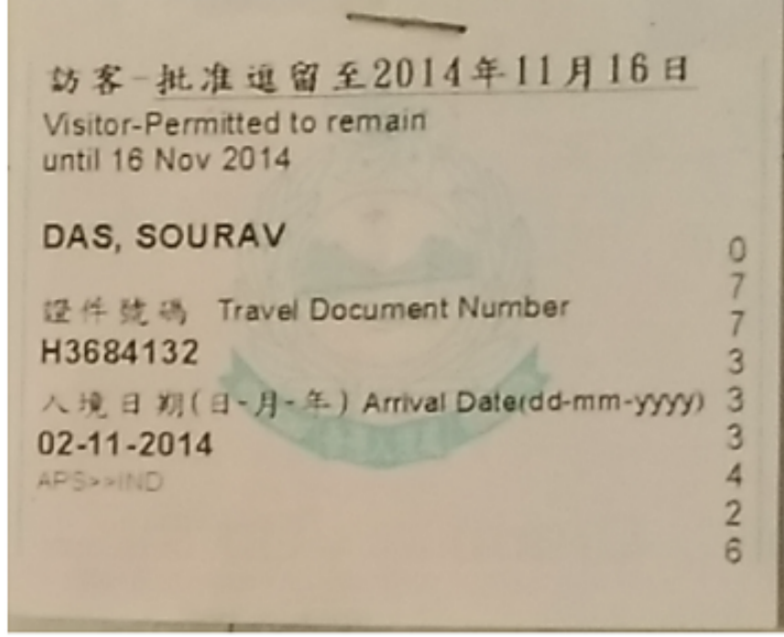 訪客-批准逗留至2014年11月16日
Visitor-Permitted to remain
until 16 Nov 2014
DAS, SOURAV
證件號碼 Travel Document Number
H3684132
入境日期(日-月-年) Arrival Date(dd-mm-yyyy)
02-11-2014
APS>>IND
077333426